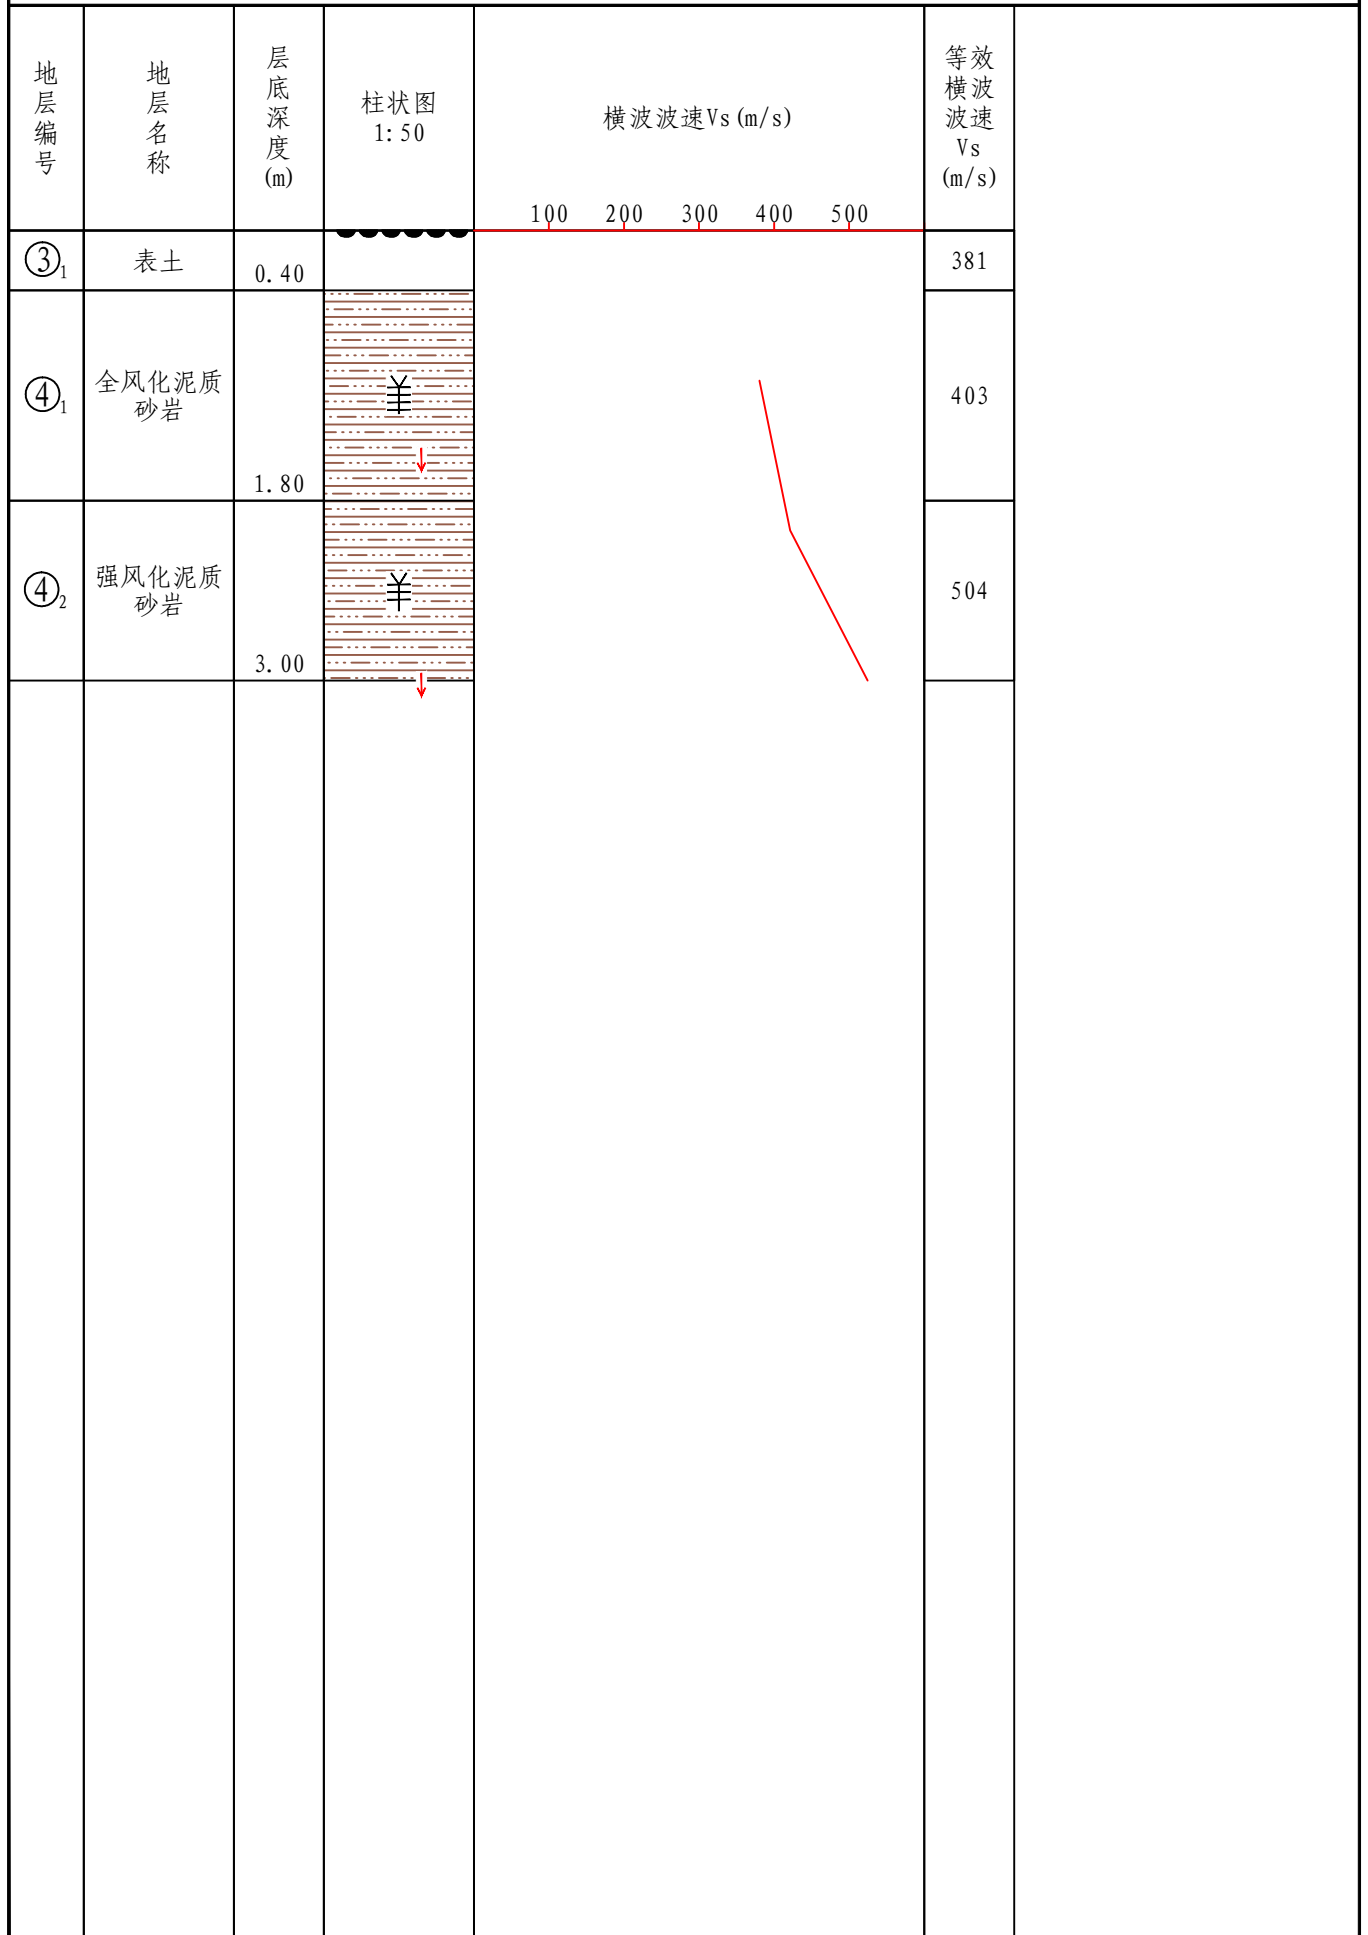 地层编号
地层名称
层底深度(m)
柱状图
1:50
横波波速Vs(m/s)
100 200 300 400 500
等效
横波
波速
Vs
(m/s)
③1 表土 0.40 381
④1 全风化泥质
砂岩
1.80 403
④2 强风化泥质
砂岩
3.00 504